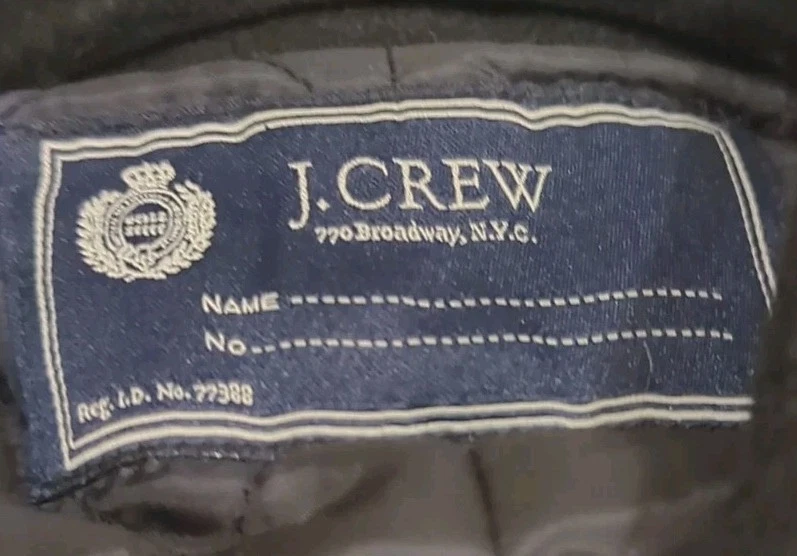 J.CREW
770 Broadway, N.Y.C.
NAME
No.
Reg. I.D. No. 77388